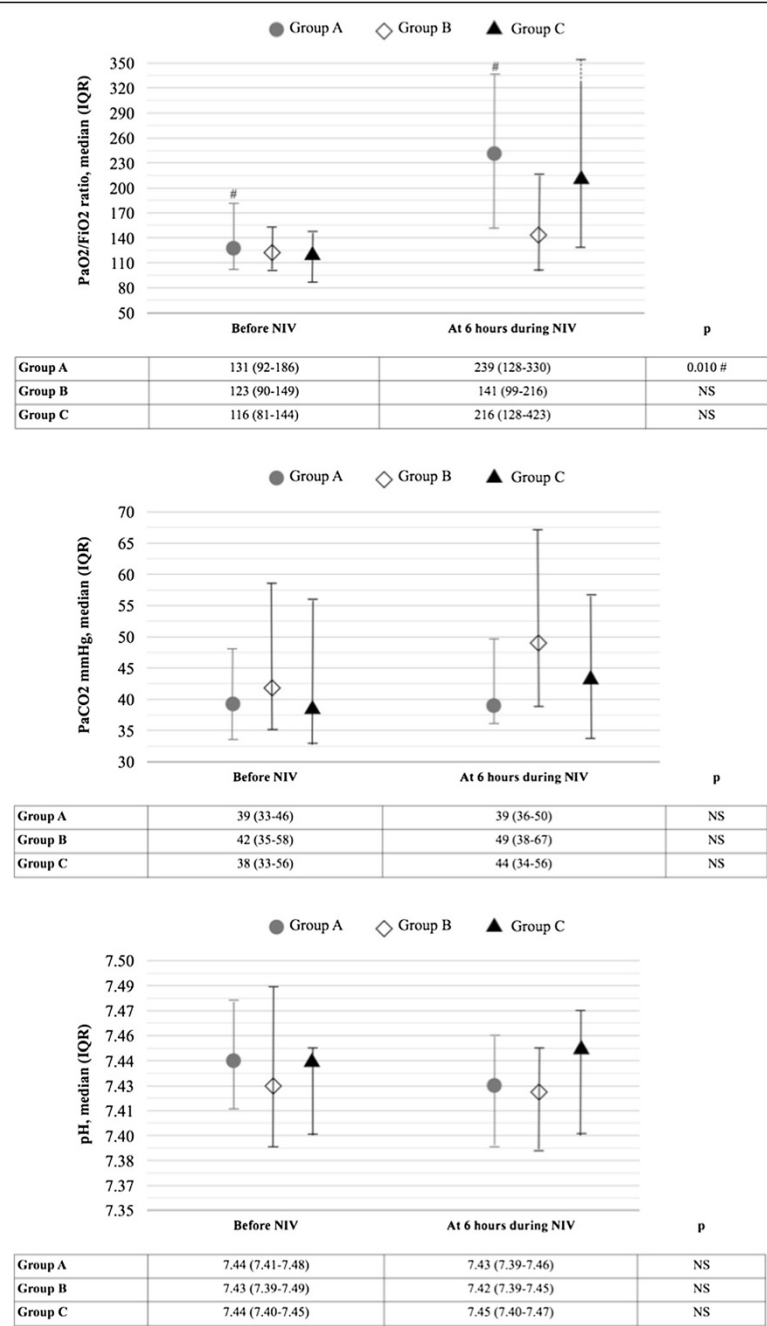 Group A Group B Group C
PaO2/FiO2 ratio, median (IQR)
350
320
290
260
230
200
170
140
110
80
50
#
#
Before NIV At 6 hours during NIV p
Group A 131 (92-186) 239 (128-330) 0.010 #
Group B 123 (90-149) 141 (99-216) NS
Group C 116 (81-144) 216 (128-423) NS
Group A Group B Group C
PaCO2 mmHg, median (IQR)
70
65
60
55
50
45
40
35
30
Before NIV At 6 hours during NIV p
Group A 39 (33-46) 39 (36-50) NS
Group B 42 (35-58) 49 (38-67) NS
Group C 38 (33-56) 44 (34-56) NS
Group A Group B Group C
pH, median (IQR)
7.50
7.49
7.47
7.46
7.44
7.43
7.41
7.40
7.38
7.37
7.35
Before NIV At 6 hours during NIV p
Group A 7.44 (7.41-7.48) 7.43 (7.39-7.46) NS
Group B 7.43 (7.39-7.49) 7.42 (7.39-7.45) NS
Group C 7.44 (7.40-7.45) 7.45 (7.40-7.47) NS